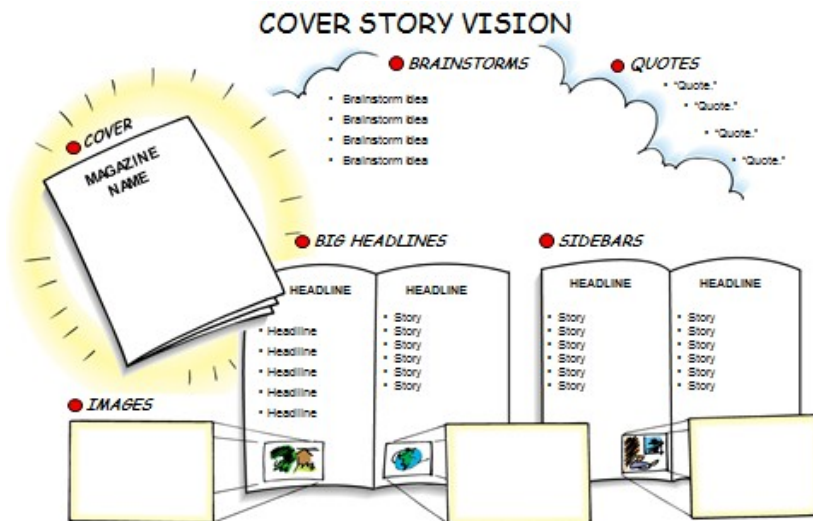 COVER STORY VISION
BRAINSTORMS
• Brainstorm Idea
• Brainstorm Idea
• Brainstorm Idea
• Brainstorm Idea
QUOTES
• "Quote."
• "Quote."
• "Quote."
• "Quote."
COVER
MAGAZINE
NAME
BIG HEADLINES
HEADLINE
• Headline
• Headline
• Headline
• Headline
• Headline
HEADLINE
• Story
• Story
• Story
• Story
• Story
• Story
SIDEBARS
HEADLINE
• Story
• Story
• Story
• Story
• Story
• Story
HEADLINE
• Story
• Story
• Story
• Story
• Story
• Story
IMAGES